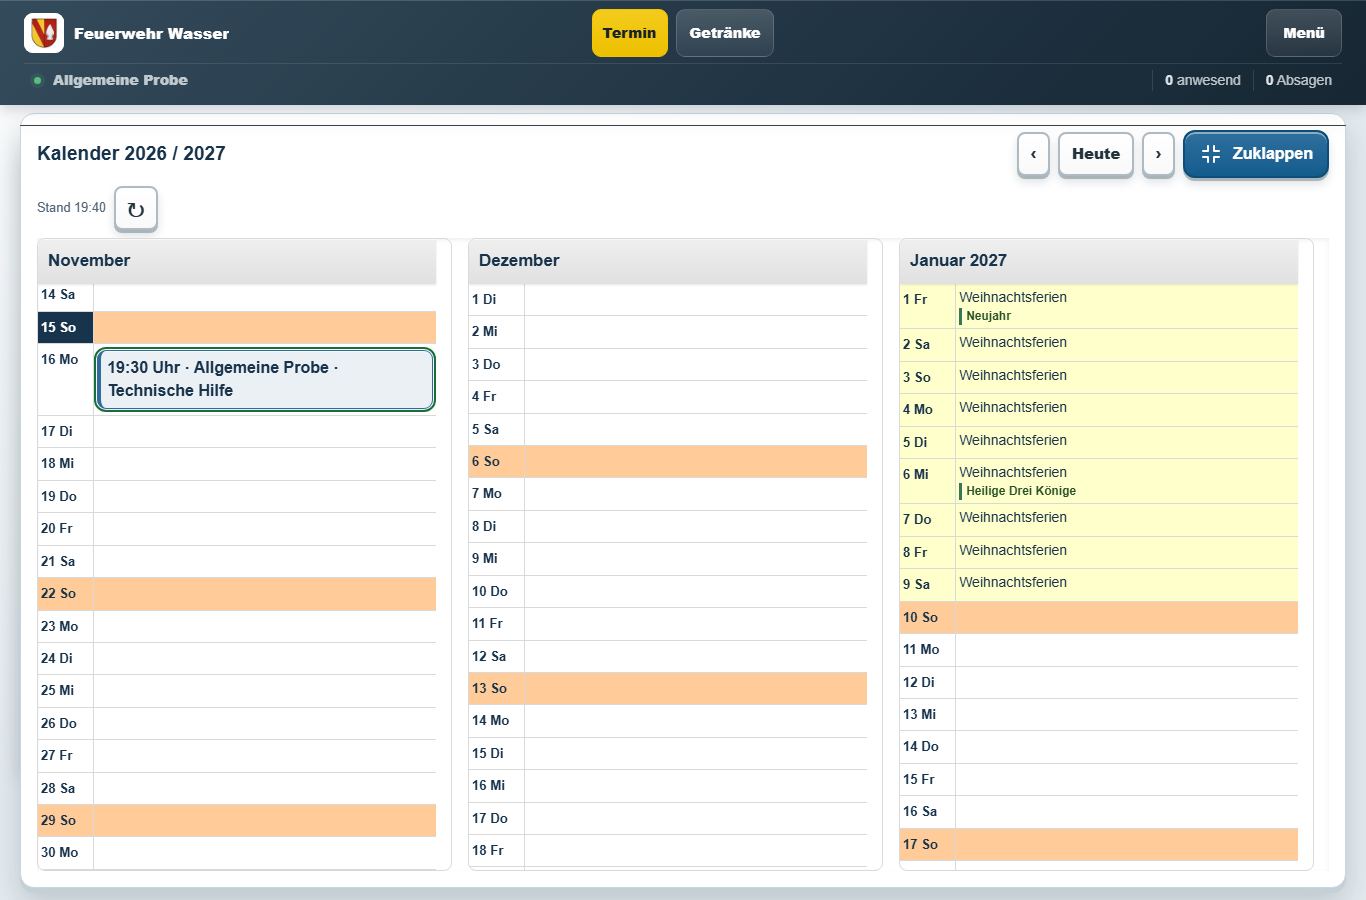 Feuerwehr Wasser
Termin
Getränke
Menü
Allgemeine Probe
0 anwesend
0 Absagen
Kalender 2026 / 2027
‹
Heute
›
Zuklappen
Stand 19:40
↻
November
14 Sa
15 So
16 Mo
19:30 Uhr · Allgemeine Probe ·
Technische Hilfe
17 Di
18 Mi
19 Do
20 Fr
21 Sa
22 So
23 Mo
24 Di
25 Mi
26 Do
27 Fr
28 Sa
29 So
30 Mo
Dezember
1 Di
2 Mi
3 Do
4 Fr
5 Sa
6 So
7 Mo
8 Di
9 Mi
10 Do
11 Fr
12 Sa
13 So
14 Mo
15 Di
16 Mi
17 Do
18 Fr
Januar 2027
1 Fr Weihnachtsferien
Neujahr
2 Sa Weihnachtsferien
3 So Weihnachtsferien
4 Mo Weihnachtsferien
5 Di Weihnachtsferien
6 Mi Weihnachtsferien
Heilige Drei Könige
7 Do Weihnachtsferien
8 Fr Weihnachtsferien
9 Sa Weihnachtsferien
10 So
11 Mo
12 Di
13 Mi
14 Do
15 Fr
16 Sa
17 So